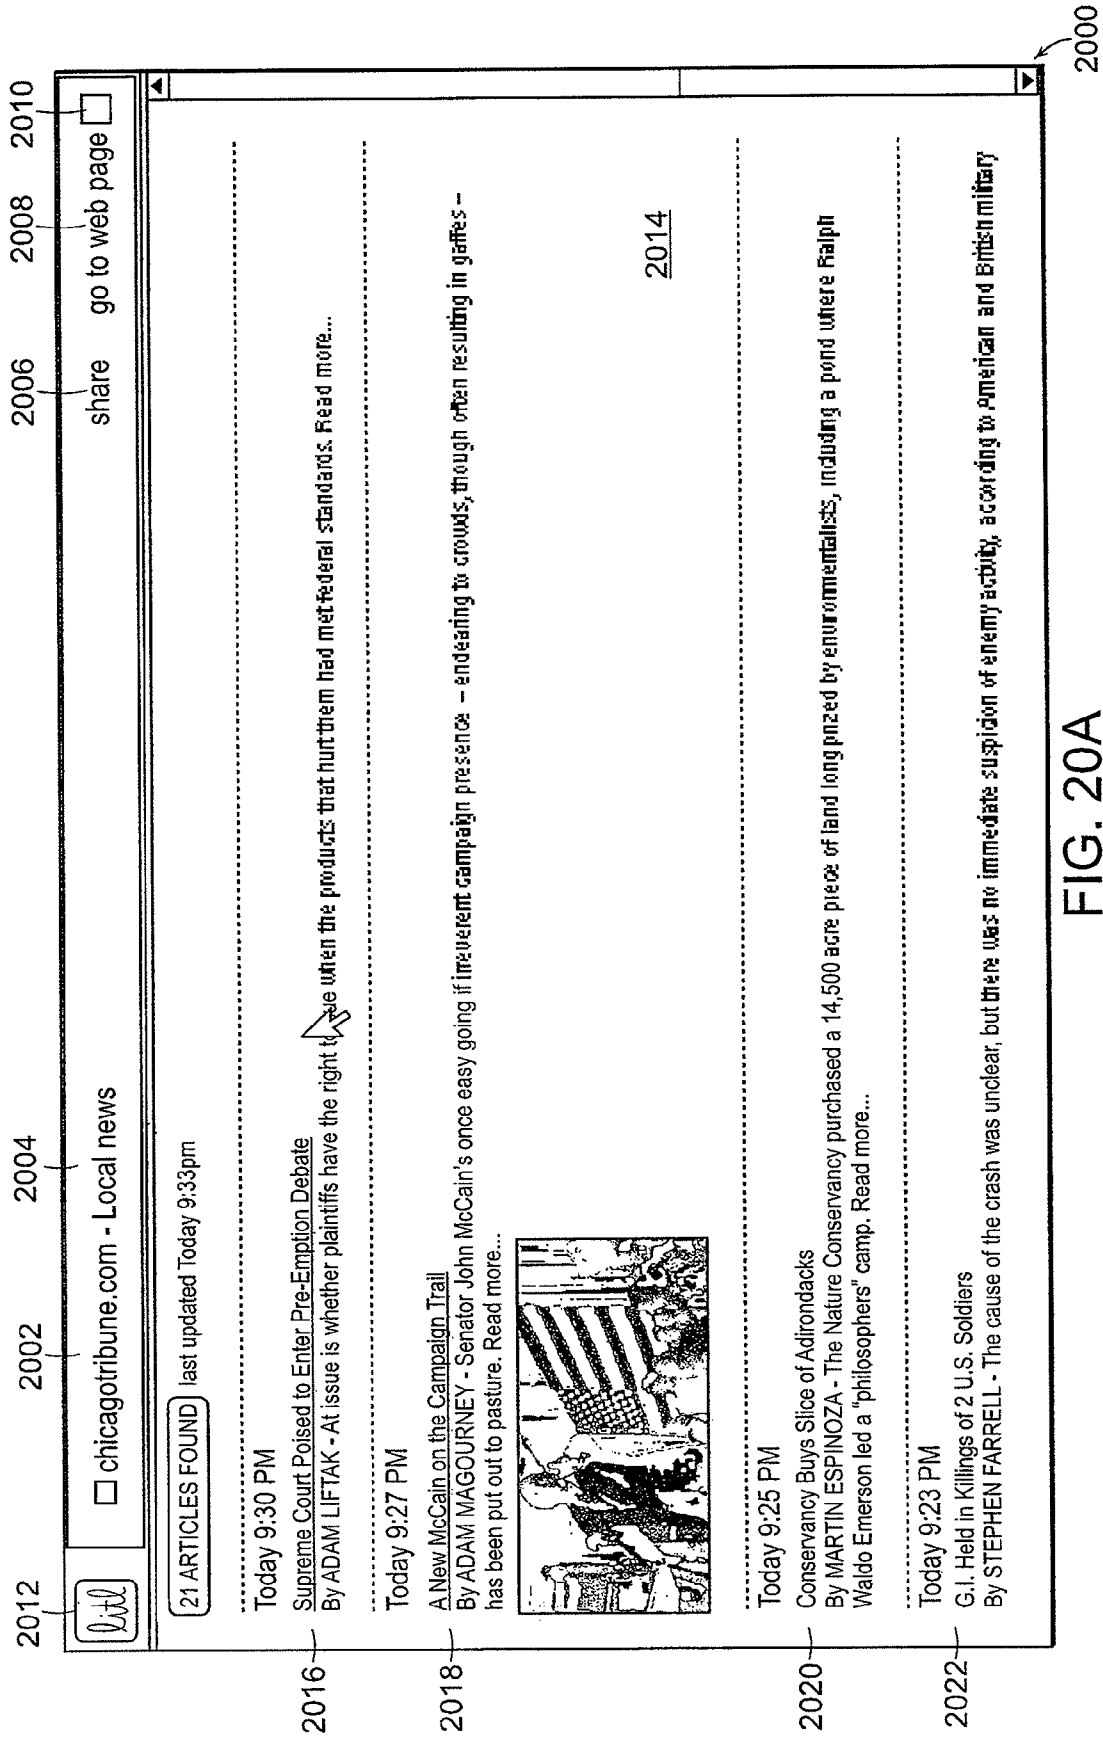 2012
2002
2004
2006
2008
2010
litl
chicagotribune.com - Local news
share
go to web page
21 ARTICLES FOUND
last updated Today 9:33pm
Today 9:30 PM
2016
Supreme Court Poised to Enter Pre-Emption Debate
By ADAM LIFTAK - At issue is whether plaintiffs have the right to sue when the products that hurt them had met federal standards. Read more...
Today 9:27 PM
2018
A New McCain on the Campaign Trail
By ADAM MAGOURNEY - Senator John McCain's once easy going if irreverent campaign presence – endearing to crowds, though often resulting in gaffes –
has been put out to pasture. Read more...
2014
Today 9:25 PM
2020
Conservancy Buys Slice of Adirondacks
By MARTIN ESPINOZA - The Nature Conservancy purchased a 14,500 acre piece of land long prized by environmentalists, including a pond where Ralph
Waldo Emerson led a "philosophers" camp. Read more...
Today 9:23 PM
2022
G.I. Held in Killings of 2 U.S. Soldiers
By STEPHEN FARRELL - The cause of the crash was unclear, but there was no immediate suspicion of enemy activity, according to American and British military
2000
FIG. 20A